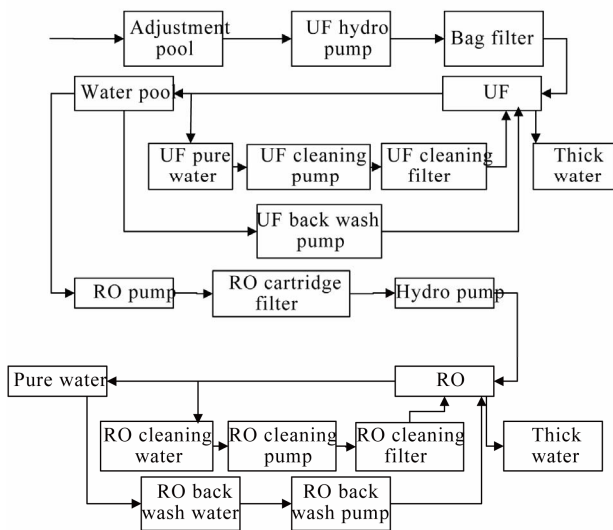 Adjustment
pool
UF hydro
pump
Bag filter
Water pool
UF
UF pure
water
UF cleaning
pump
UF cleaning
filter
Thick
water
UF back wash
pump
RO pump
RO cartridge
filter
Hydro pump
Pure water
RO
RO cleaning
water
RO cleaning
pump
RO cleaning
filter
Thick
water
RO back
wash water
RO back
wash pump